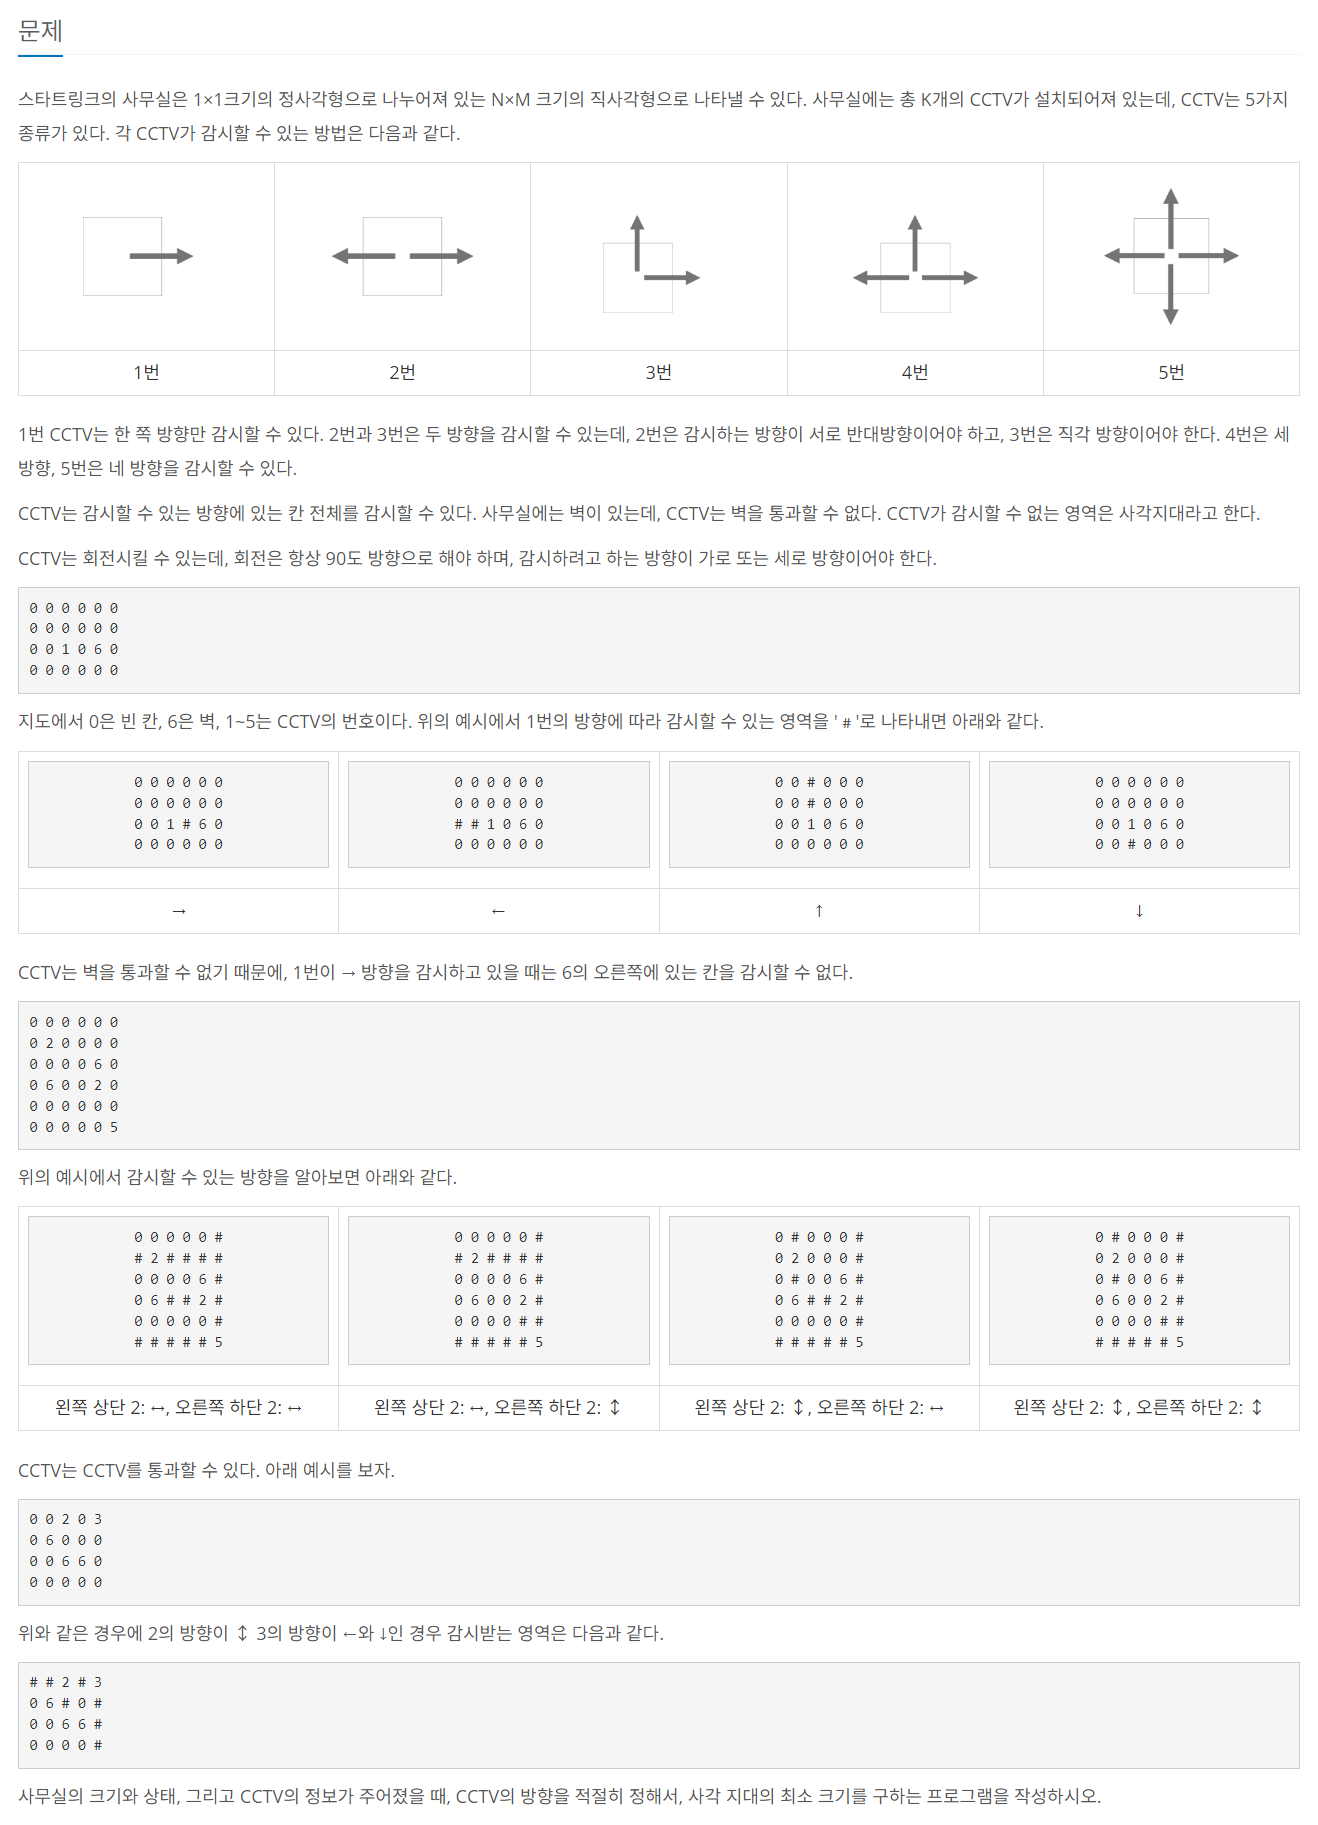 문제
스타트링크의 사무실은 1×1크기의 정사각형으로 나누어져 있는 N×M 크기의 직사각형으로 나타낼 수 있다. 사무실에는 총 K개의 CCTV가 설치되어져 있는데, CCTV는 5가지
종류가 있다. 각 CCTV가 감시할 수 있는 방법은 다음과 같다.
1번 2번 3번 4번 5번
1번 CCTV는 한 쪽 방향만 감시할 수 있다. 2번과 3번은 두 방향을 감시할 수 있는데, 2번은 감시하는 방향이 서로 반대방향이어야 하고, 3번은 직각 방향이어야 한다. 4번은 세
방향, 5번은 네 방향을 감시할 수 있다.
CCTV는 감시할 수 있는 방향에 있는 칸 전체를 감시할 수 있다. 사무실에는 벽이 있는데, CCTV는 벽을 통과할 수 없다. CCTV가 감시할 수 없는 영역은 사각지대라고 한다.
CCTV는 회전시킬 수 있는데, 회전은 항상 90도 방향으로 해야 하며, 감시하려고 하는 방향이 가로 또는 세로 방향이어야 한다.
0 0 0 0 0 0
0 0 0 0 0 0
0 0 1 0 6 0
0 0 0 0 0 0
지도에서 0은 빈 칸, 6은 벽, 1~5는 CCTV의 번호이다. 위의 예시에서 1번의 방향에 따라 감시할 수 있는 영역을 '#'로 나타내면 아래와 같다.
0 0 0 0 0 0
0 0 0 0 0 0
0 0 1 # 6 0
0 0 0 0 0 0
→
0 0 0 0 0 0
0 0 0 0 0 0
# # 1 0 6 0
0 0 0 0 0 0
←
0 0 # 0 0 0
0 0 # 0 0 0
0 0 1 0 6 0
0 0 0 0 0 0
↑
0 0 0 0 0 0
0 0 0 0 0 0
0 0 1 0 6 0
0 0 # 0 0 0
↓
CCTV는 벽을 통과할 수 없기 때문에, 1번이 → 방향을 감시하고 있을 때는 6의 오른쪽에 있는 칸을 감시할 수 없다.
0 0 0 0 0 0
0 2 0 0 0 0
0 0 0 0 6 0
0 6 0 0 2 0
0 0 0 0 0 0
0 0 0 0 0 5
위의 예시에서 감시할 수 있는 방향을 알아보면 아래와 같다.
0 0 0 0 0 #
# 2 # # # #
0 0 0 0 6 #
0 6 # # 2 #
0 0 0 0 0 #
# # # # # 5
왼쪽 상단 2: ↔, 오른쪽 하단 2: ↔
0 0 0 0 0 #
# 2 # # # #
0 0 0 0 6 #
0 6 0 0 2 #
0 0 0 0 # #
# # # # # 5
왼쪽 상단 2: ↔, 오른쪽 하단 2: ↕
0 # 0 0 0 #
0 2 0 0 0 #
0 # 0 0 6 #
0 6 # # 2 #
0 0 0 0 0 #
# # # # # 5
왼쪽 상단 2: ↕, 오른쪽 하단 2: ↔
0 # 0 0 0 #
0 2 0 0 0 #
0 # 0 0 6 #
0 6 0 0 2 #
0 0 0 0 # #
# # # # # 5
왼쪽 상단 2: ↕, 오른쪽 하단 2: ↕
CCTV는 CCTV를 통과할 수 있다. 아래 예시를 보자.
0 0 2 0 3
0 6 0 0 0
0 0 6 6 0
0 0 0 0 0
위와 같은 경우에 2의 방향이 ↕ 3의 방향이 ←와 ↓인 경우 감시받는 영역은 다음과 같다.
# # 2 # 3
0 6 # 0 #
0 0 6 6 #
0 0 0 0 #
사무실의 크기와 상태, 그리고 CCTV의 정보가 주어졌을 때, CCTV의 방향을 적절히 정해서, 사각 지대의 최소 크기를 구하는 프로그램을 작성하시오.